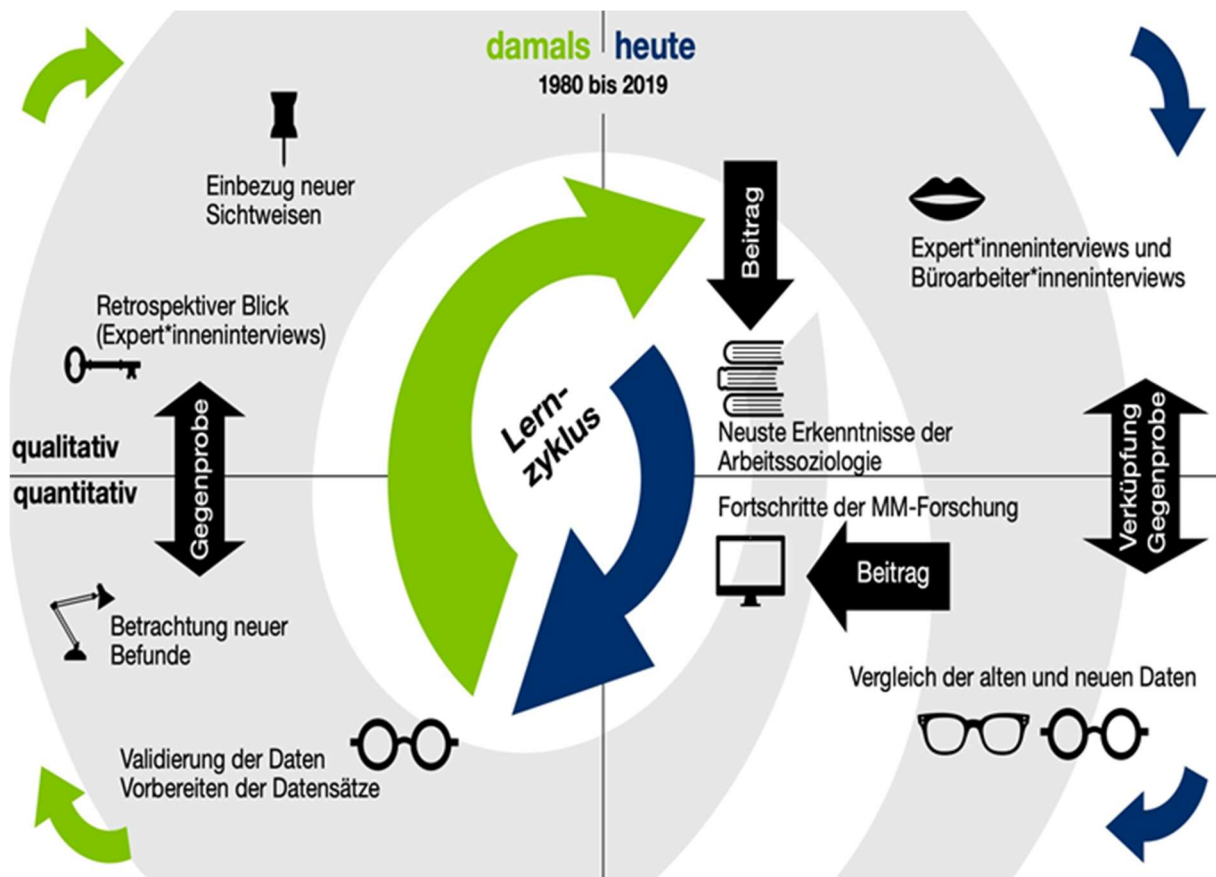 damals heute
1980 bis 2019
Einbezug neuer
Sichtweisen
Retrospektiver Blick
(Expert*inneninterviews)
Gegenprobe
qualitativ
quantitativ
Betrachtung neuer
Befunde
Validierung der Daten
Vorbereiten der Datensätze
Lern-
zyklus
Beitrag
Expert*inneninterviews und
Büroarbeiter*inneninterviews
Neuste Erkenntnisse der
Arbeitssoziologie
Fortschritte der MM-Forschung
Beitrag
Verküpfung
Gegenprobe
Vergleich der alten und neuen Daten